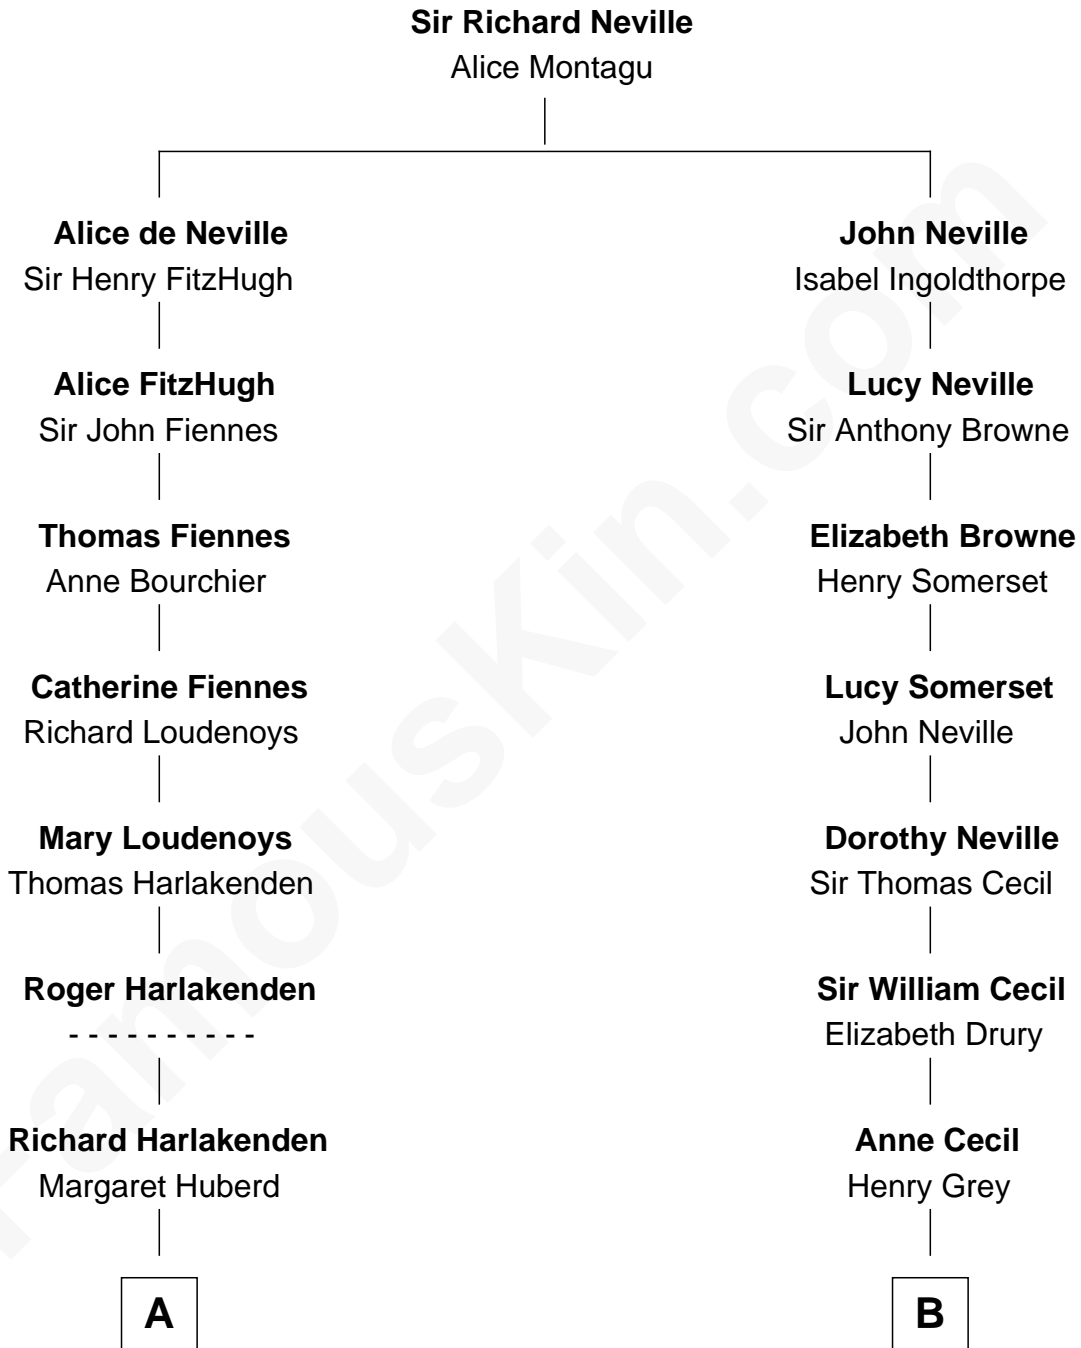 Sir Richard Neville
Alice Montagu
Alice de Neville
Sir Henry FitzHugh
John Neville
Isabel Ingoldthorpe
Alice FitzHugh
Sir John Fiennes
Lucy Neville
Sir Anthony Browne
Thomas Fiennes
Anne Bourchier
Elizabeth Browne
Henry Somerset
Catherine Fiennes
Richard Loudenoys
Lucy Somerset
John Neville
Mary Loudenoys
Thomas Harlakenden
Dorothy Neville
Sir Thomas Cecil
Roger Harlakenden
- - - - - - - - - -
Sir William Cecil
Elizabeth Drury
Richard Harlakenden
Margaret Huberd
Anne Cecil
Henry Grey
A
B
FamousKin.com